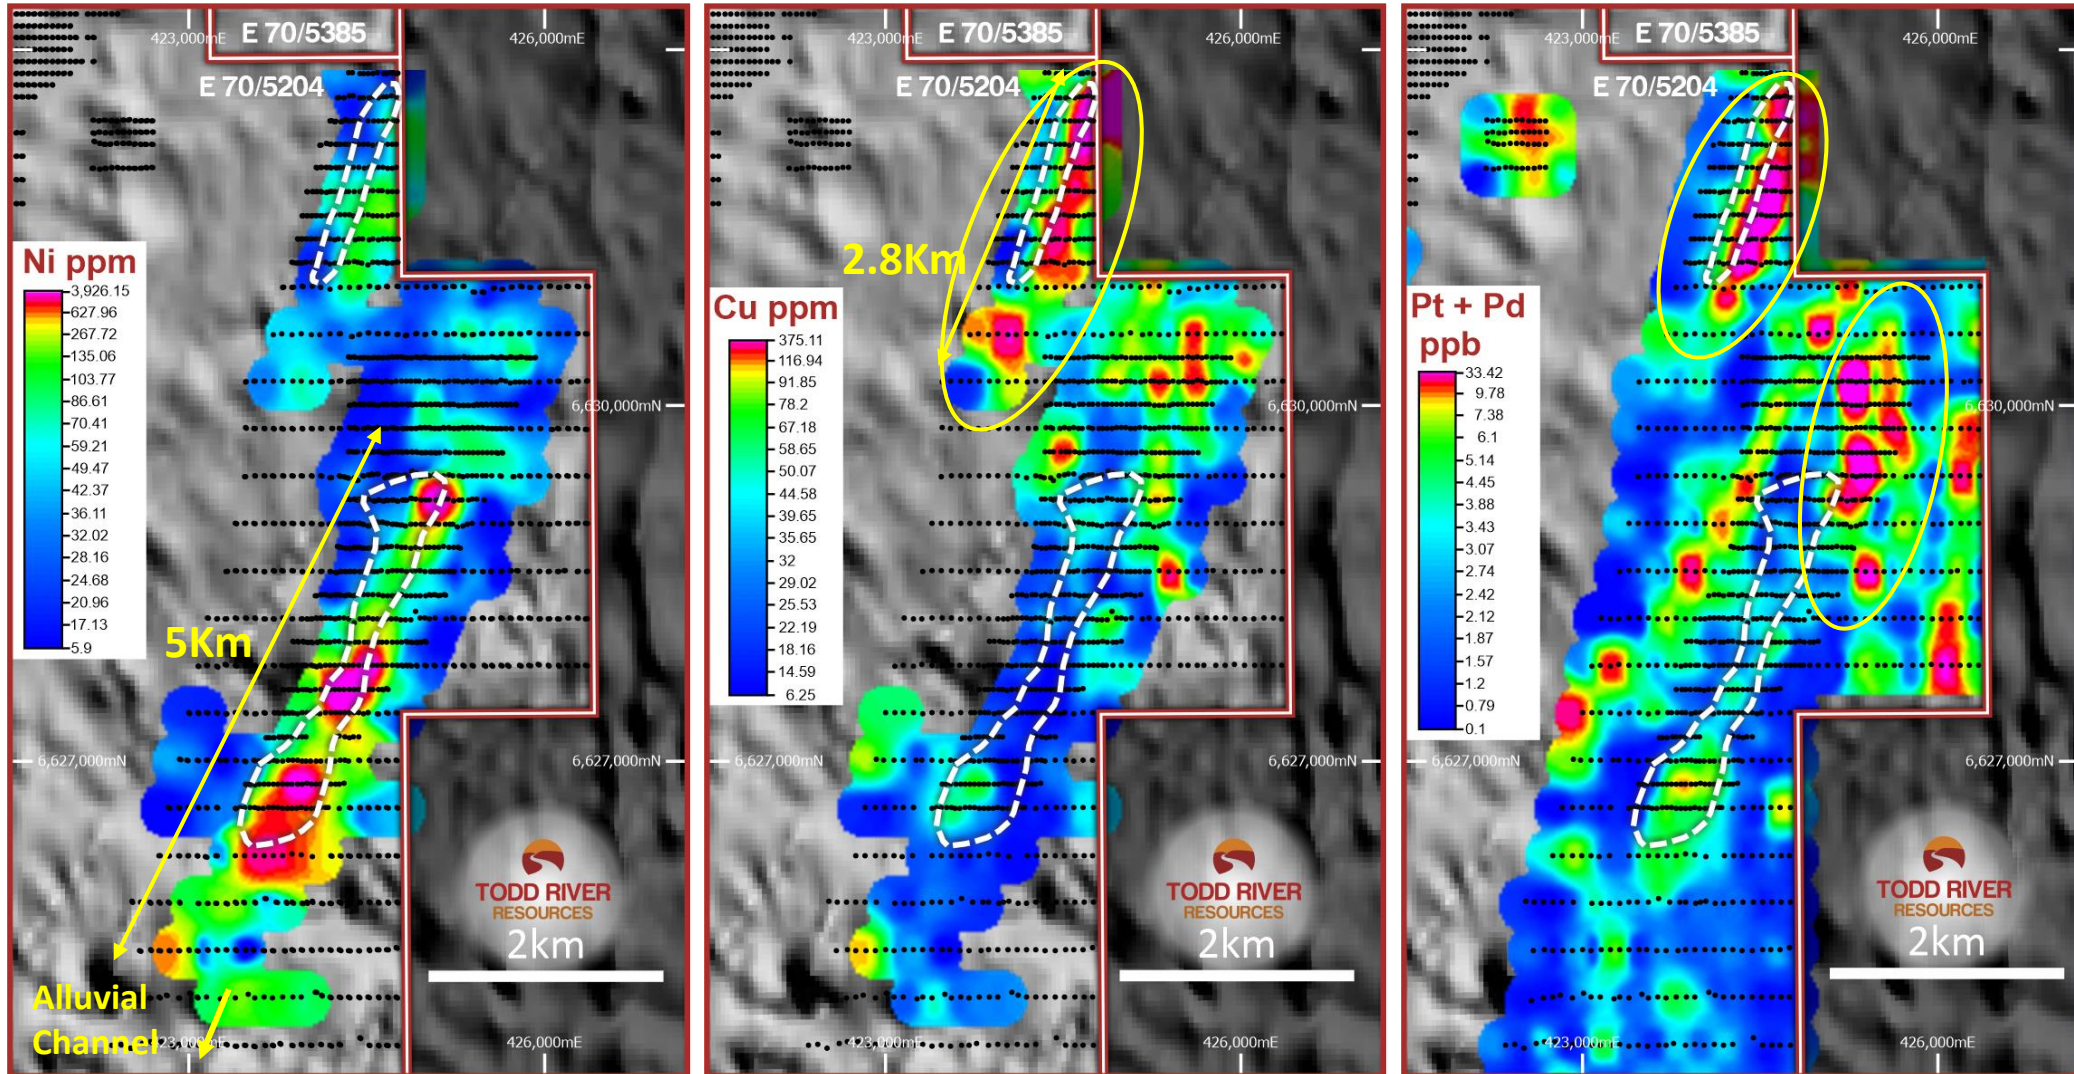 423,000mE
E 70/5385
426,000mE
E 70/5204
Ni ppm
3,926.15
627.96
267.72
135.06
103.77
86.61
70.41
59.21
49.47
42.37
36.11
32.02
28.16
24.68
20.96
17.13
5.9
6,630,000mN
5Km
6,627,000mN
6,627,000mN
TODD RIVER
RESOURCES
2km
Alluvial
Channel
423,000mE
426,000mE
423,000mE
E 70/5385
426,000mE
E 70/5204
2.8Km
Cu ppm
375.11
116.94
91.85
78.2
67.18
58.65
50.07
44.58
39.65
35.65
32
29.02
25.53
22.19
18.16
14.59
6.25
6,630,000mN
6,627,000mN
6,627,000mN
TODD RIVER
RESOURCES
2km
423,000mE
426,000mE
423,000mE
E 70/5385
426,000mE
E 70/5204
Pt + Pd
ppb
33.42
9.78
7.38
6.1
5.14
4.45
3.88
3.43
3.07
2.74
2.42
2.12
1.87
1.57
1.2
0.79
0.1
6,630,000mN
6,627,000mN
6,627,000mN
TODD RIVER
RESOURCES
2km
423,000mE
426,000mE